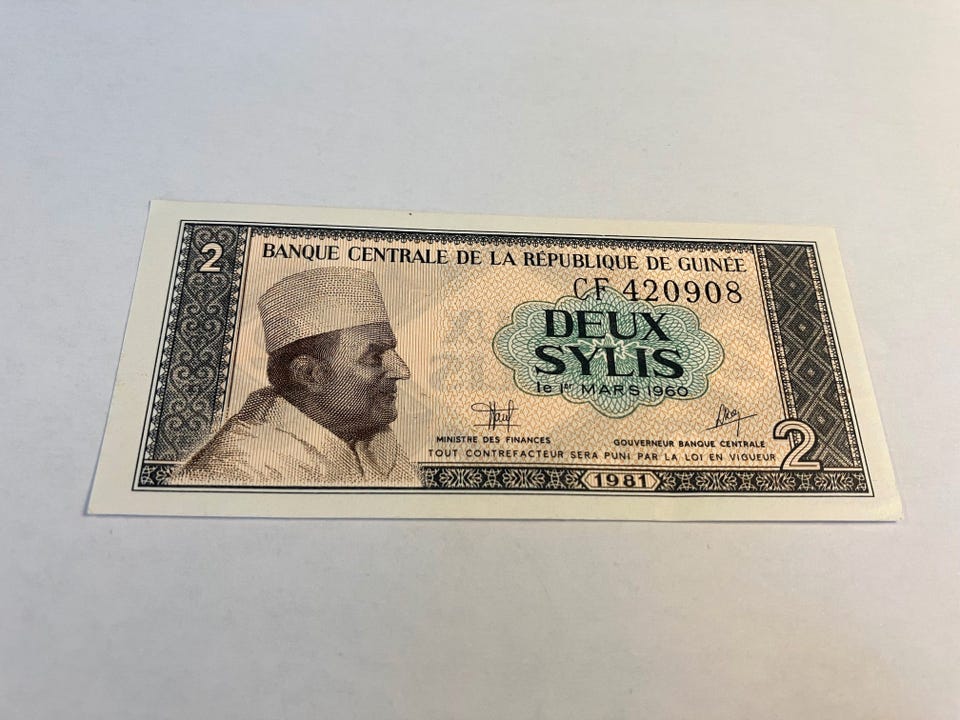 2
BANQUE CENTRALE DE LA RÉPUBLIQUE DE GUINÉE
CF 420908
DEUX
SYLIS
le 1er MARS 1960
MINISTRE DES FINANCES
GOUVERNEUR BANQUE CENTRALE
TOUT CONTREFACTEUR SERA PUNI PAR LA LOI EN VIGUEUR
2
1981